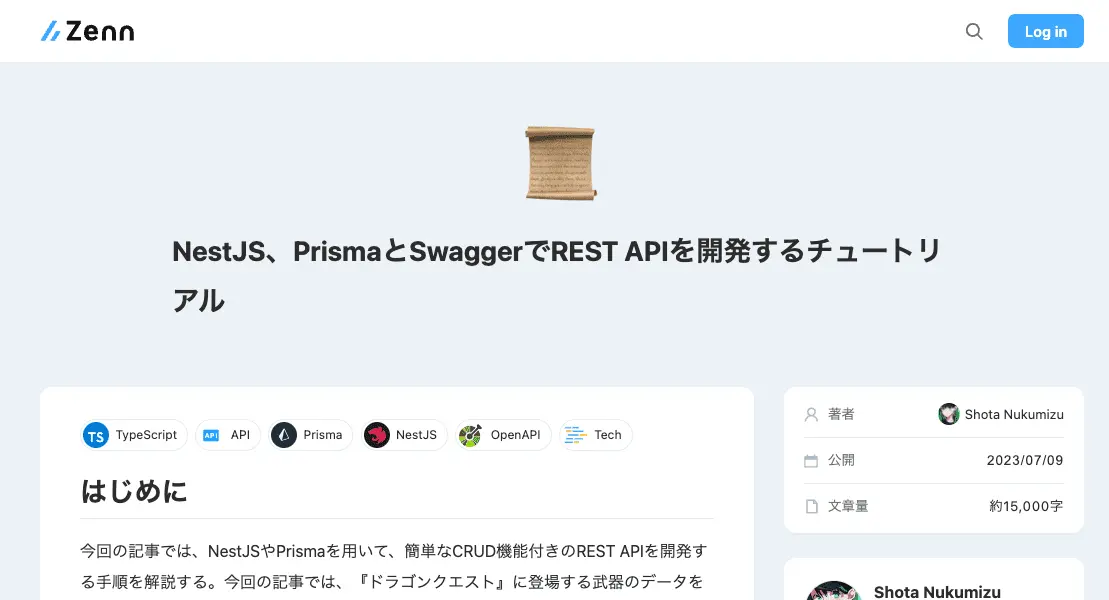 Zenn
Log in
NestJS、PrismaとSwaggerでREST APIを開発するチュートリ
アル
TS TypeScript
API API
Prisma
NestJS
OpenAPI
Tech
はじめに
今回の記事では、NestJSやPrismaを用いて、簡単なCRUD機能付きのREST APIを開発す
る手順を解説する。今回の記事では、『ドラゴンクエスト』に登場する武器のデータを
著者 Shota Nukumizu
公開 2023/07/09
文章量 約15,000字
Shota Nukumizu